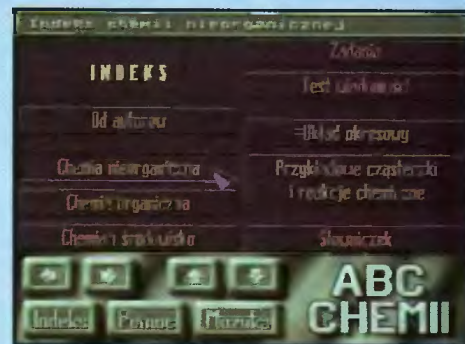 Indeks chemii nieorganicznej
INDEKS
Od autorów
Chemia nieorganiczna
Chemia organiczna
Chemia i środowisko
Zadania
Test wiadomości
Układ okresowy
Przykładowe cząsteczki
i reakcje chemiczne
Słowniczek
Indeks Pomoc Muzyka
ABC
CHEMII